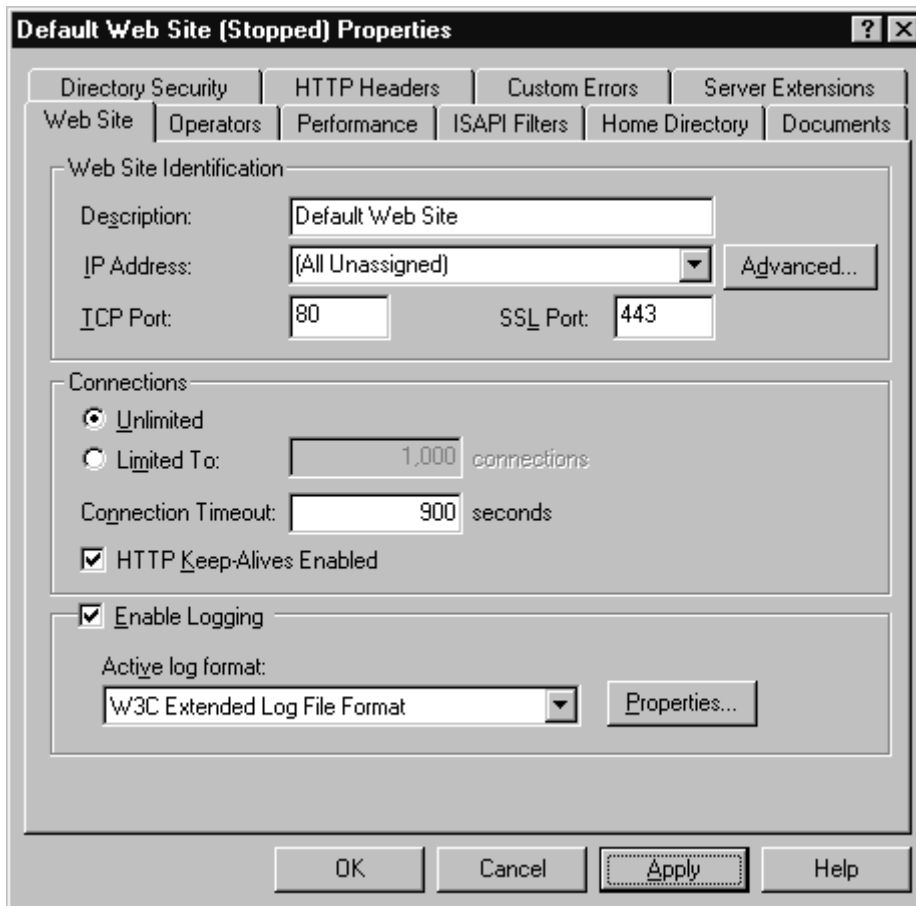 Default Web Site (Stopped) Properties
Directory Security HTTP Headers Custom Errors Server Extensions
Web Site Operators Performance ISAPI Filters Home Directory Documents
Web Site Identification
Description: Default Web Site
IP Address: (All Unassigned) Advanced...
TCP Port: 80 SSL Port: 443
Connections
Unlimited
Limited To: 1,000 connections
Connection Timeout: 900 seconds
HTTP Keep-Alives Enabled
Enable Logging
Active log format:
W3C Extended Log File Format Properties...
OK Cancel Apply Help